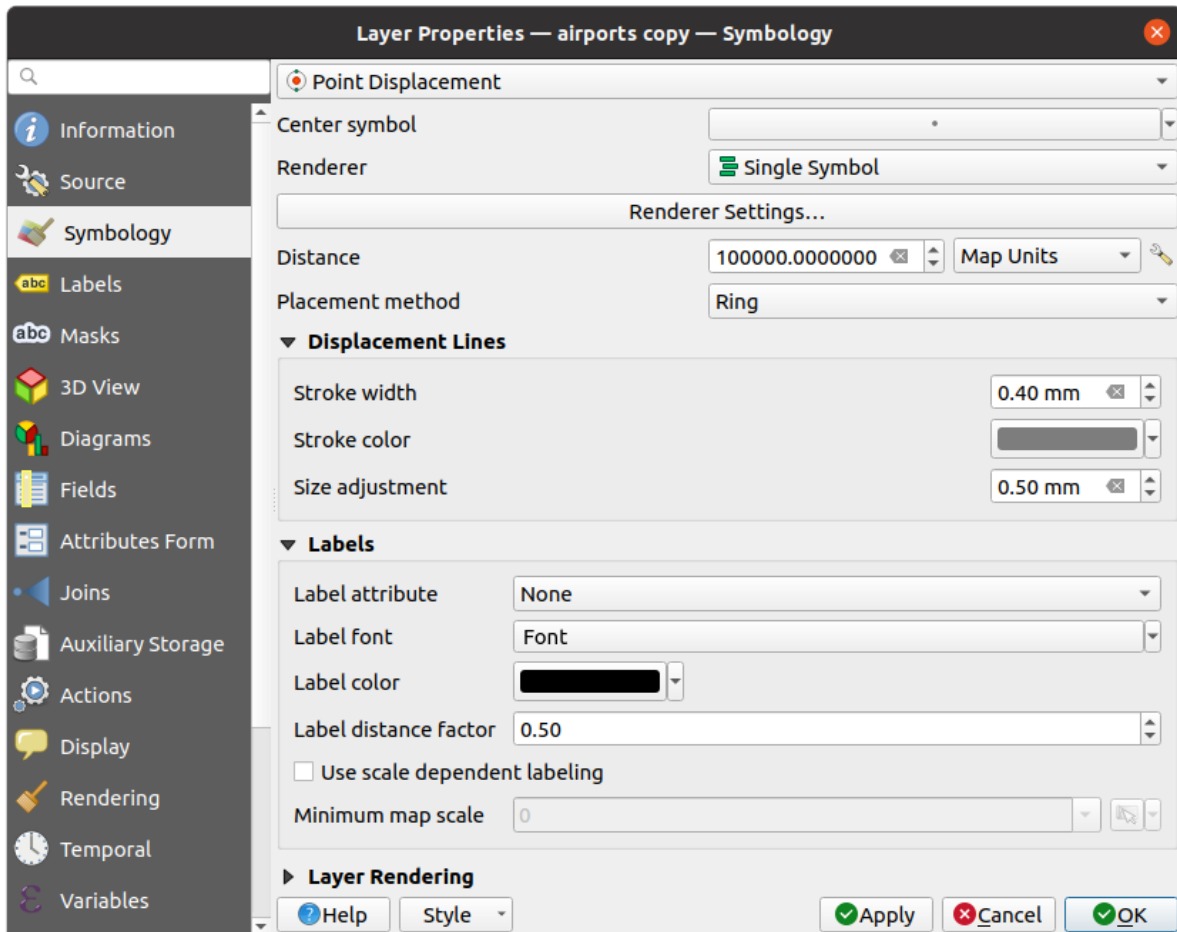 Layer Properties — airports copy — Symbology
Point Displacement
Information
Center symbol
Source
Renderer
Single Symbol
Renderer Settings...
Symbology
Distance
100000.0000000
Map Units
abc Labels
Placement method
Ring
abc Masks
Displacement Lines
3D View
Stroke width
0.40 mm
Diagrams
Stroke color
Fields
Size adjustment
0.50 mm
Attributes Form
Labels
Joins
Label attribute
None
Auxiliary Storage
Label font
Font
Actions
Label color
Display
Label distance factor
0.50
Use scale dependent labeling
Rendering
Minimum map scale
0
Temporal
Layer Rendering
Variables
Help
Style
Apply
Cancel
OK